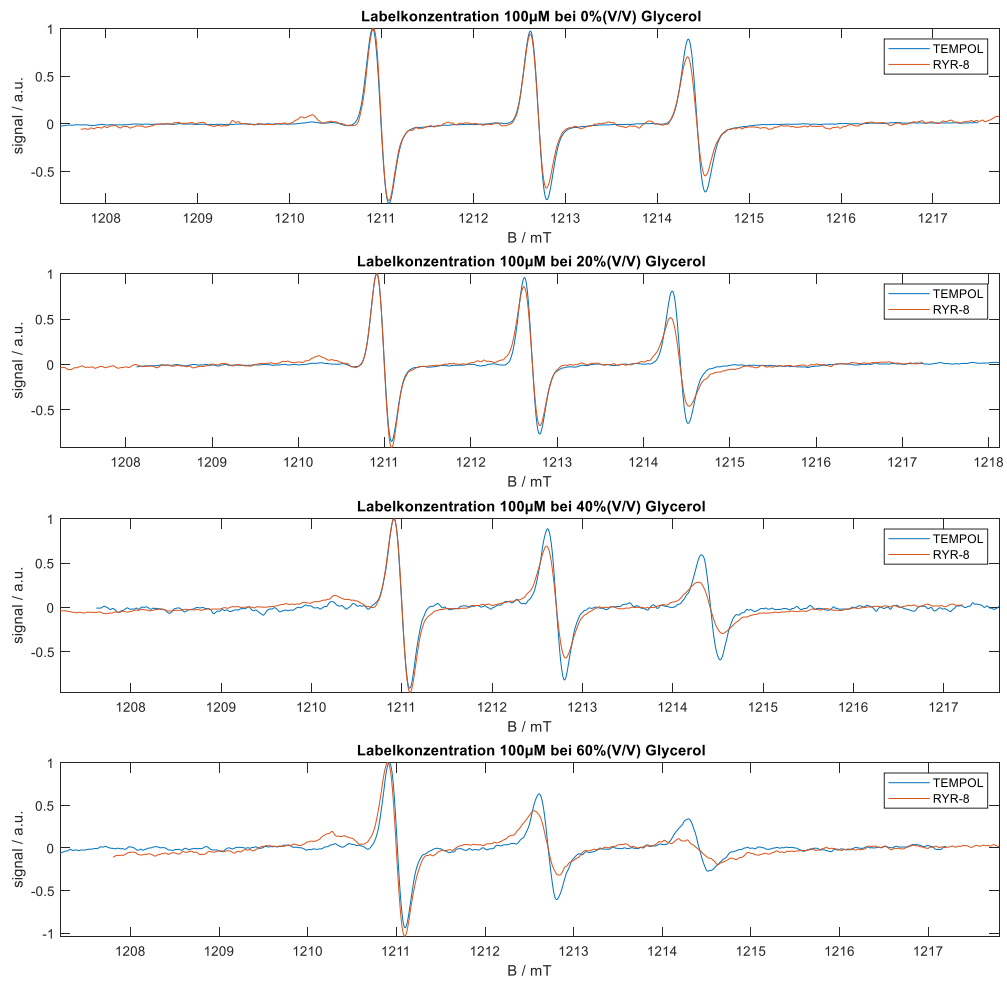 Labelkonzentration 100µM bei 0%(V/V) Glycerol
1
0.5
0
-0.5
signal / a.u.
TEMPOL
RYR-8
1208 1209 1210 1211 1212 1213 1214 1215 1216 1217
B / mT
Labelkonzentration 100µM bei 20%(V/V) Glycerol
1
0.5
0
-0.5
signal / a.u.
TEMPOL
RYR-8
1208 1209 1210 1211 1212 1213 1214 1215 1216 1217 1218
B / mT
Labelkonzentration 100µM bei 40%(V/V) Glycerol
1
0.5
0
-0.5
signal / a.u.
TEMPOL
RYR-8
1208 1209 1210 1211 1212 1213 1214 1215 1216 1217
B / mT
Labelkonzentration 100µM bei 60%(V/V) Glycerol
1
0.5
0
-0.5
-1
signal / a.u.
TEMPOL
RYR-8
1208 1209 1210 1211 1212 1213 1214 1215 1216 1217
B / mT